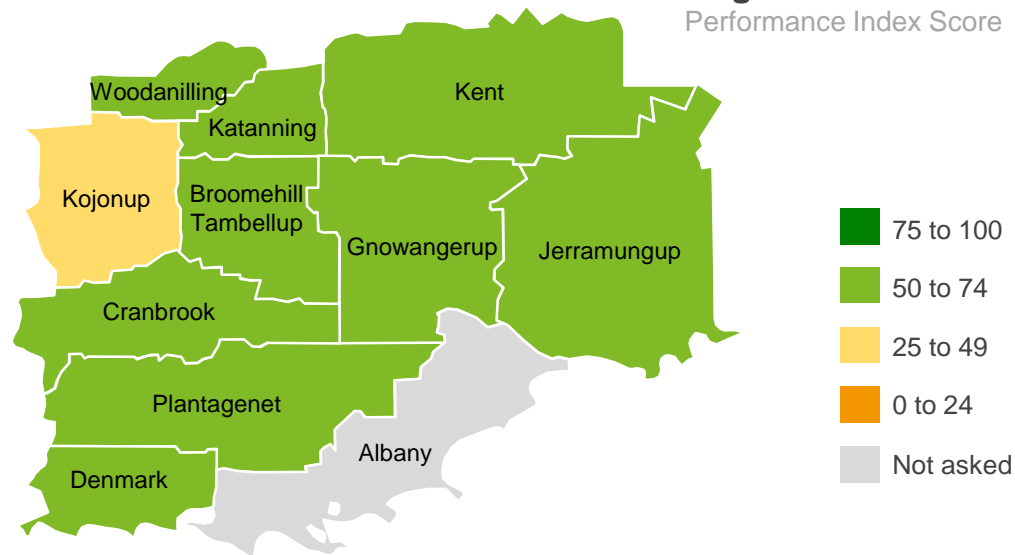 Performance Index Score
Woodanilling
Kent
Katanning
Kojonup
Broomehill
Tambellup
Gnowangerup
Jerramungup
Cranbrook
Plantagenet
Albany
Denmark
75 to 100
50 to 74
25 to 49
0 to 24
Not asked